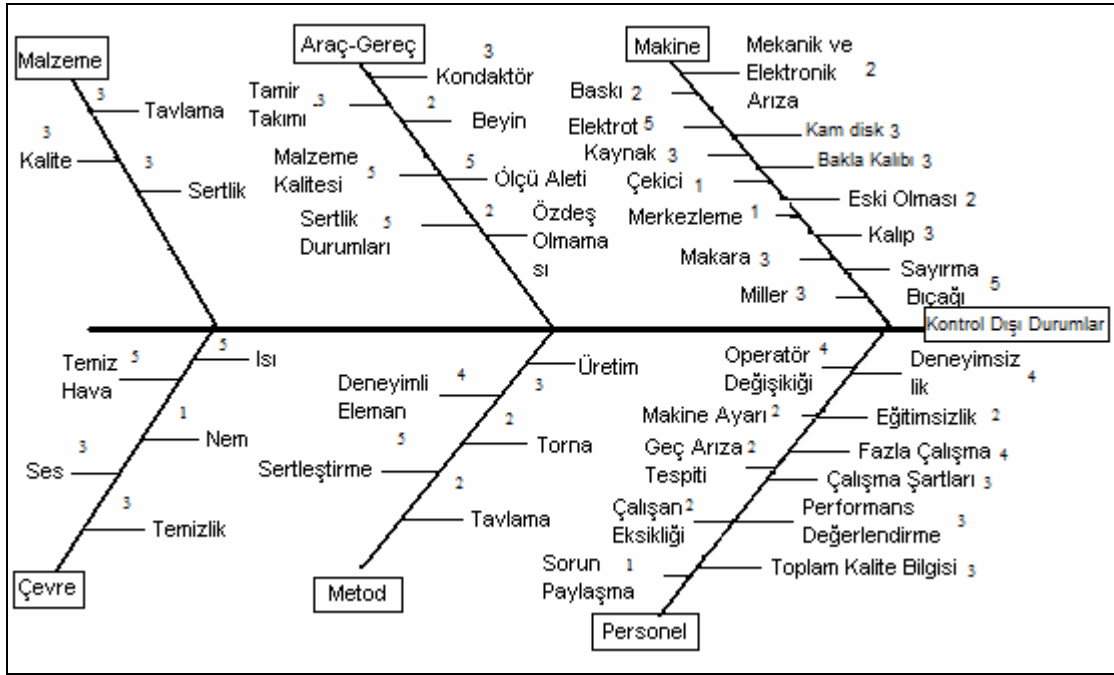 Malzeme
3
Tavlama
3
Kalite
3
Sertlik
Araç-Gereç
3
Kondaktör
Tamir
Takımı
3
2
Beyin
Malzeme
Kalitesi
5
5
Ölçü Aleti
Sertlik
Durumları
5
2
Özdeş
Olmama
sı
Makine
Mekanik ve
Elektronik 2
Arıza
Baskı 2
Elektrot 5
Kam disk 3
Kaynak 3
Bakla Kalıbı 3
Çekici 1
Eski Olması 2
Merkezleme 1
Kalıp 3
Makara 3
Sayırma
Bıçağı 5
Miller 3
Kontrol Dışı Durumlar
Temiz
Hava
5
5
Isı
1
Nem
3
Ses
3
Temizlik
Çevre
Üretim
3
Deneyimli
Eleman
4
2
Torna
5
Sertleştirme
2
Tavlama
Metod
Operatör 4
Değişikiği
Deneyimsiz
lik 4
Makine Ayarı 2
Eğitimsizlik 2
Geç Arıza 2
Tespiti
Fazla Çalışma 4
Çalışma Şartları 3
Çalışan 2
Eksikliği
Performans
Değerlendirme 3
Sorun 1
Paylaşma
Toplam Kalite Bilgisi 3
Personel